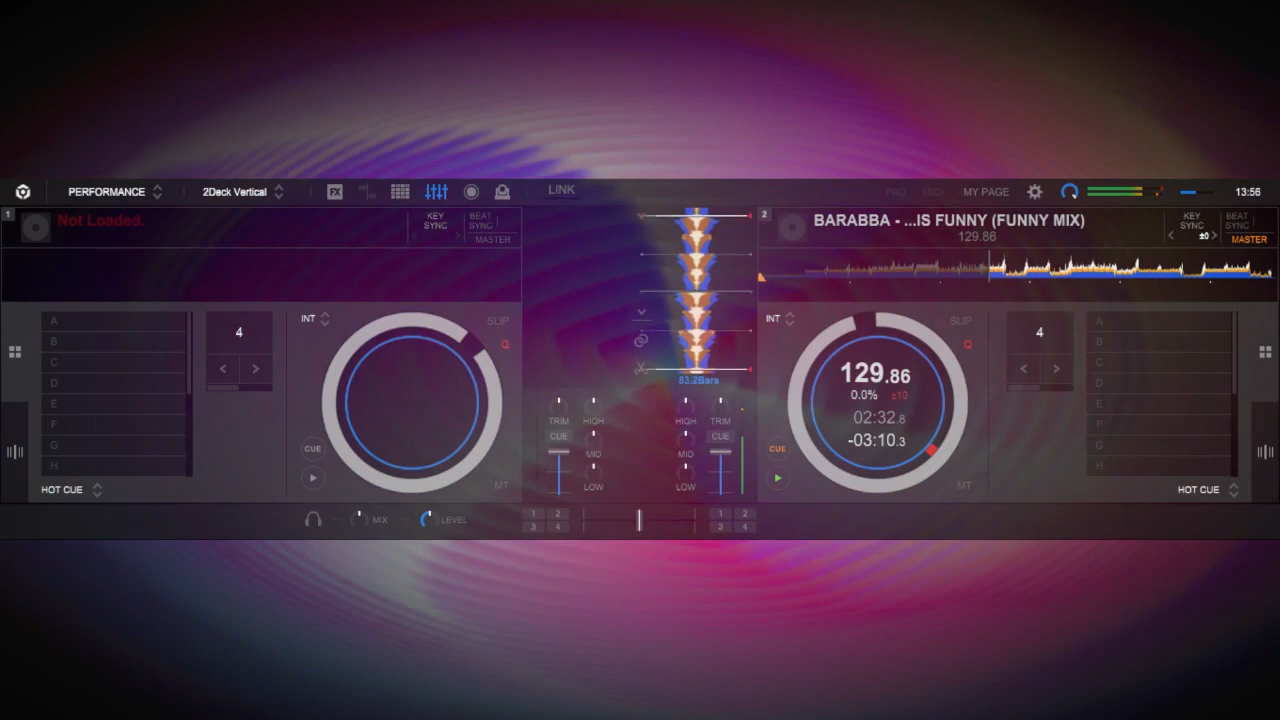 PERFORMANCE 2Deck Vertical FX LINK PAD MIDI MY PAGE 13:56
1 Not Loaded. KEY SYNC BEAT SYNC MASTER
2 BARABBA - ...IS FUNNY (FUNNY MIX) KEY SYNC ±0 BEAT SYNC MASTER
129.86
A
B
C
D
E
F
G
H
HOT CUE
4
INT
SLIP
Q
CUE
MT
83.2Bars
TRIM HIGH HIGH TRIM
CUE MID MID CUE
LOW LOW
INT
SLIP
Q
129.86
0.0% ±10
02:32.8
-03:10.3
CUE
MT
4
A
B
C
D
E
F
G
H
HOT CUE
MIX LEVEL
1 2
3 4
1 2
3 4